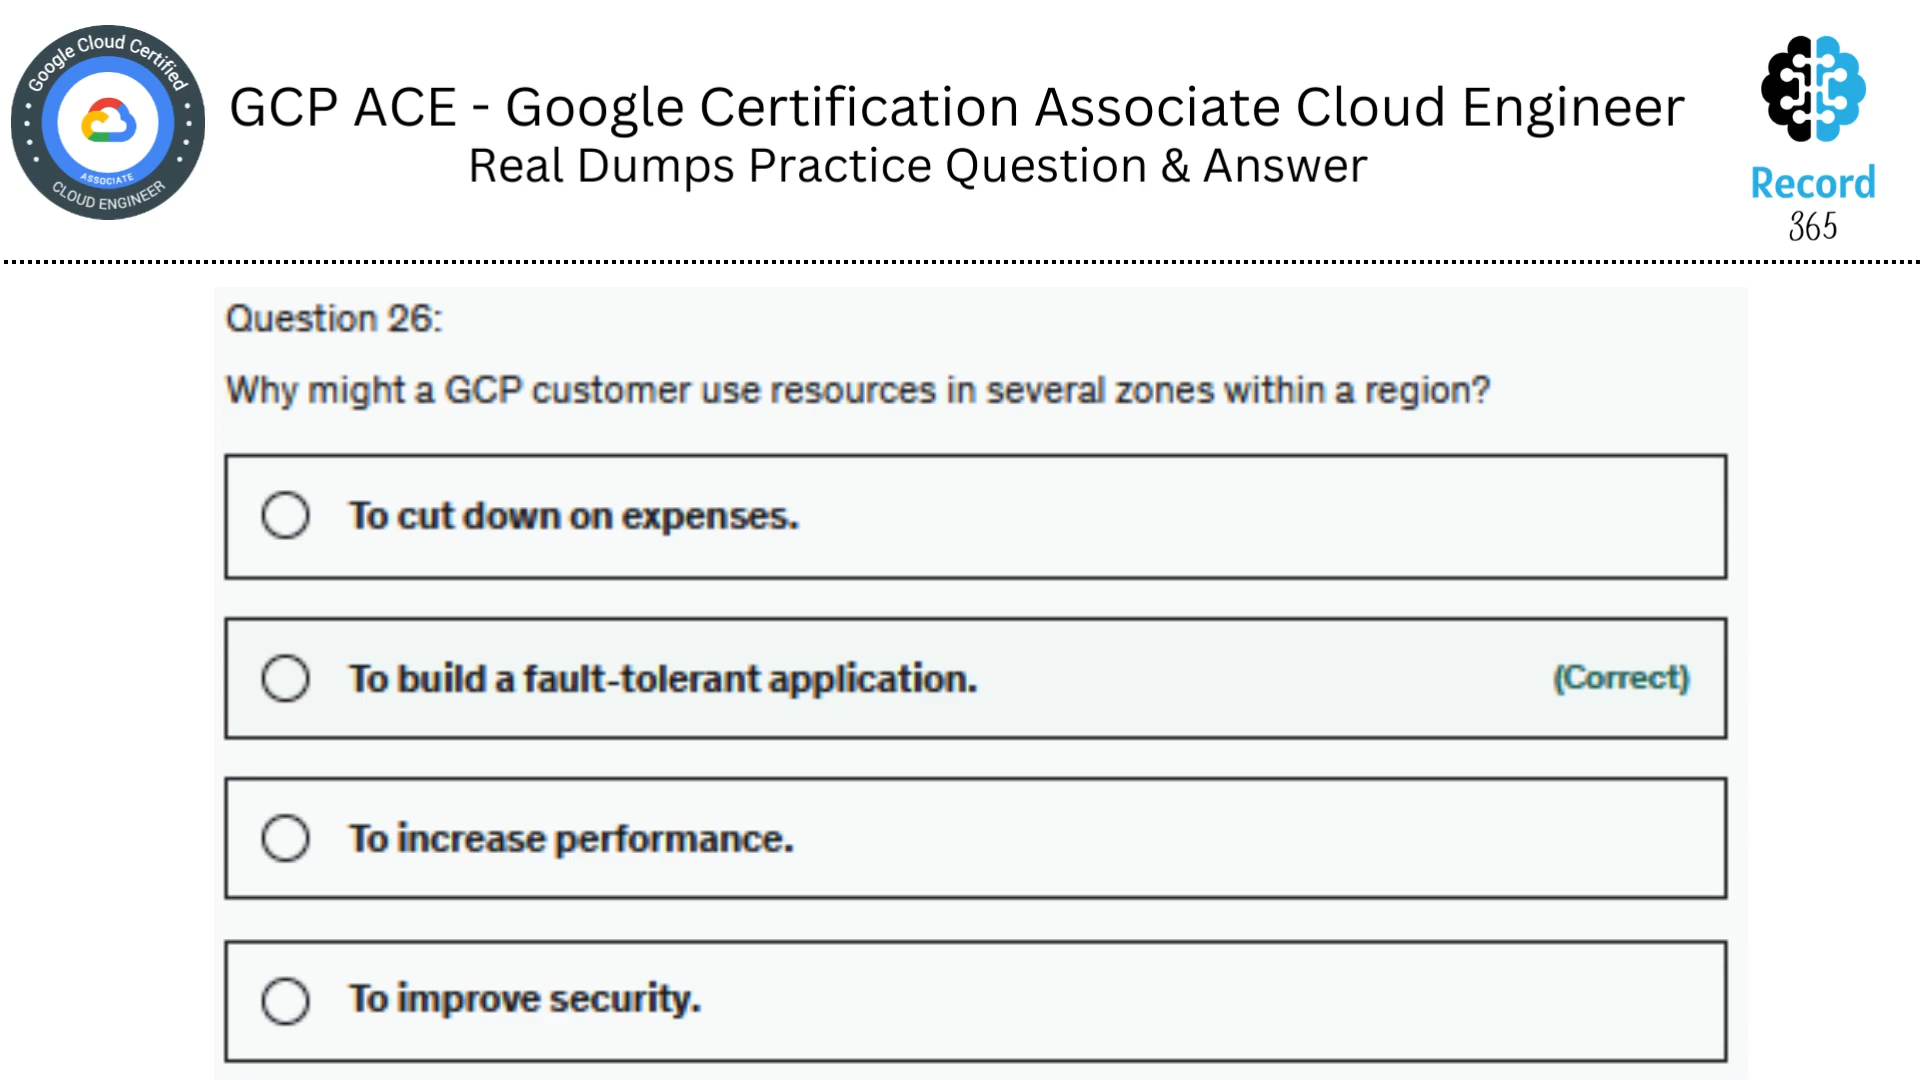 Google Cloud Certified
ASSOCIATE
CLOUD ENGINEER
GCP ACE - Google Certification Associate Cloud Engineer
Real Dumps Practice Question & Answer
Record
365
Question 26:
Why might a GCP customer use resources in several zones within a region?
To cut down on expenses.
To build a fault-tolerant application. (Correct)
To increase performance.
To improve security.